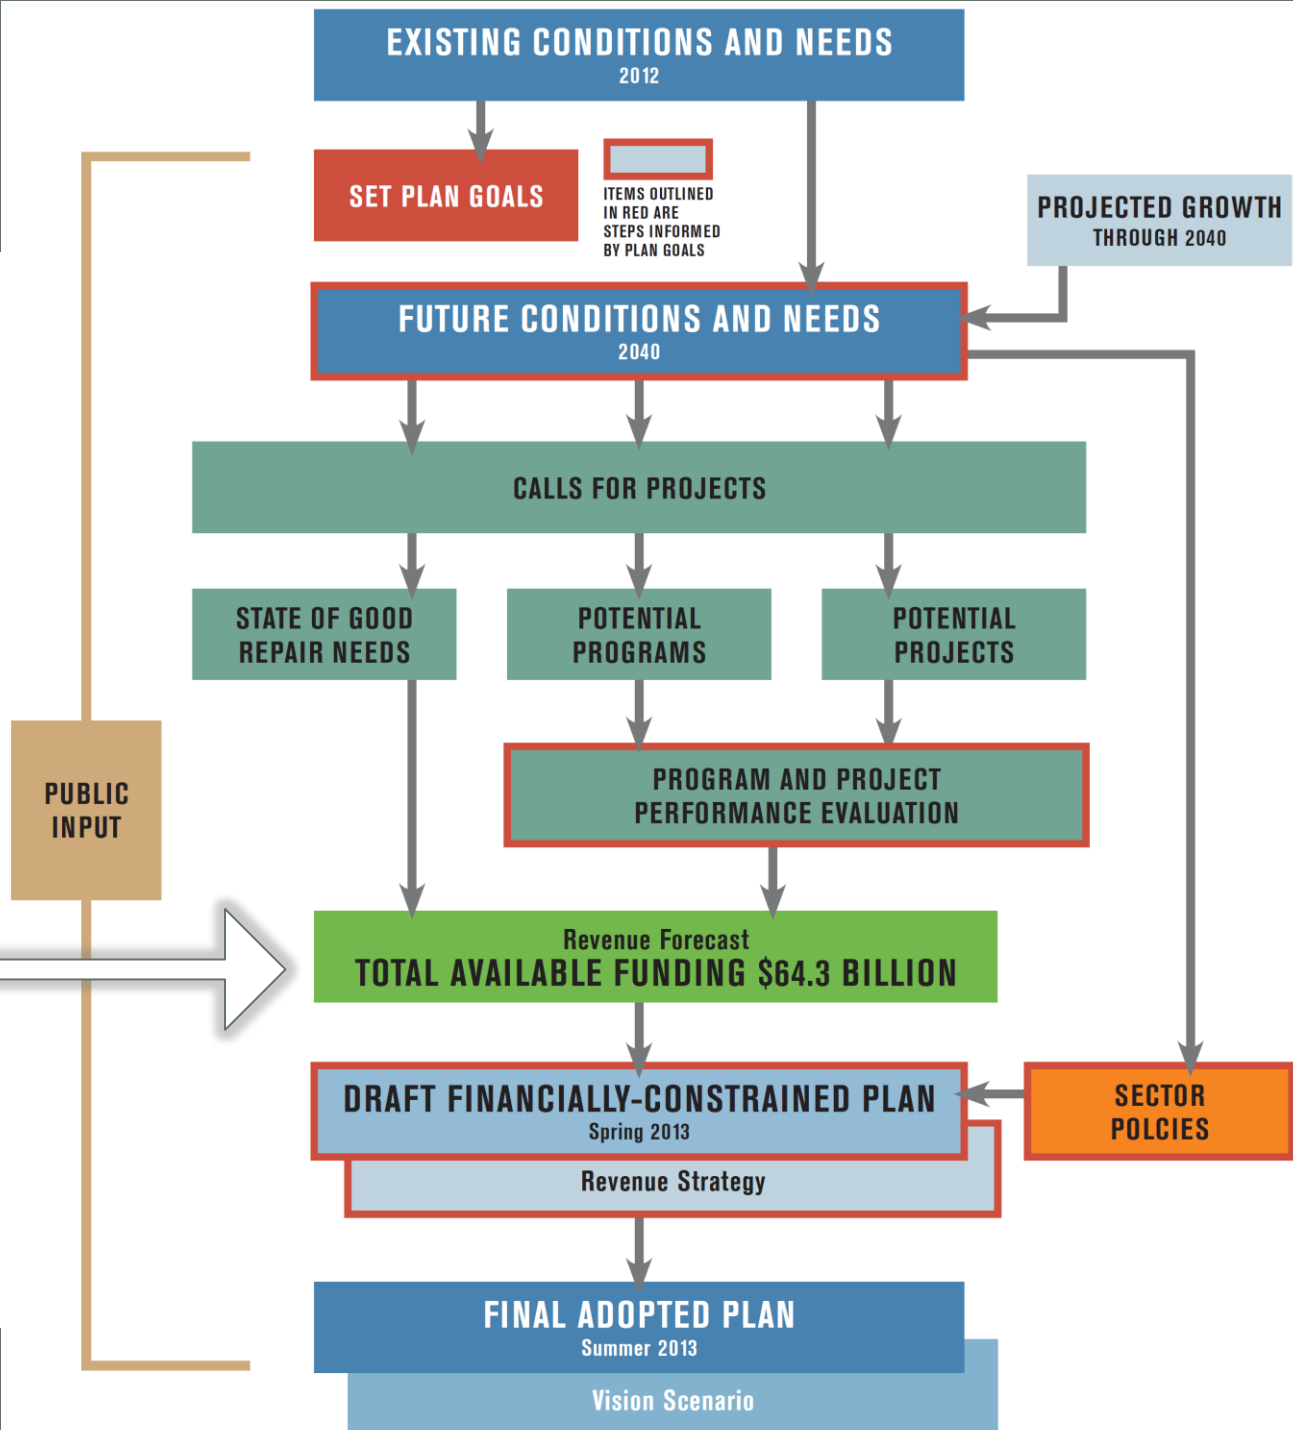 EXISTING CONDITIONS AND NEEDS
2012
SET PLAN GOALS
ITEMS OUTLINED
IN RED ARE
STEPS INFORMED
BY PLAN GOALS
PROJECTED GROWTH
THROUGH 2040
FUTURE CONDITIONS AND NEEDS
2040
CALLS FOR PROJECTS
STATE OF GOOD
REPAIR NEEDS
POTENTIAL
PROGRAMS
POTENTIAL
PROJECTS
PUBLIC
INPUT
PROGRAM AND PROJECT
PERFORMANCE EVALUATION
Revenue Forecast
TOTAL AVAILABLE FUNDING $64.3 BILLION
DRAFT FINANCIALLY-CONSTRAINED PLAN
Spring 2013
SECTOR
POLCIES
Revenue Strategy
FINAL ADOPTED PLAN
Summer 2013
Vision Scenario